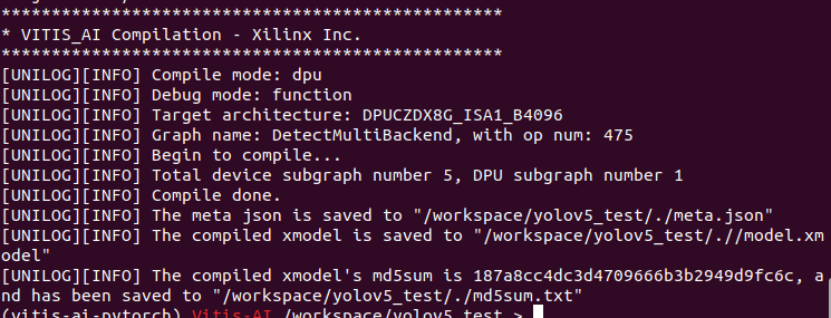 **************************************************
* VITIS_AI Compilation - Xilinx Inc.
**************************************************
[UNILOG][INFO] Compile mode: dpu
[UNILOG][INFO] Debug mode: function
[UNILOG][INFO] Target architecture: DPUCZDX8G_ISA1_B4096
[UNILOG][INFO] Graph name: DetectMultiBackend, with op num: 475
[UNILOG][INFO] Begin to compile...
[UNILOG][INFO] Total device subgraph number 5, DPU subgraph number 1
[UNILOG][INFO] Compile done.
[UNILOG][INFO] The meta json is saved to "/workspace/yolov5_test/./meta.json"
[UNILOG][INFO] The compiled xmodel is saved to "/workspace/yolov5_test/.//model.xm
odel"
[UNILOG][INFO] The compiled xmodel's md5sum is 187a8cc4dc3d4709666b3b2949d9fc6c, a
nd has been saved to "/workspace/yolov5_test/./md5sum.txt"
(vitis-ai-pytorch) Vitis-AI /workspace/yolov5_test >